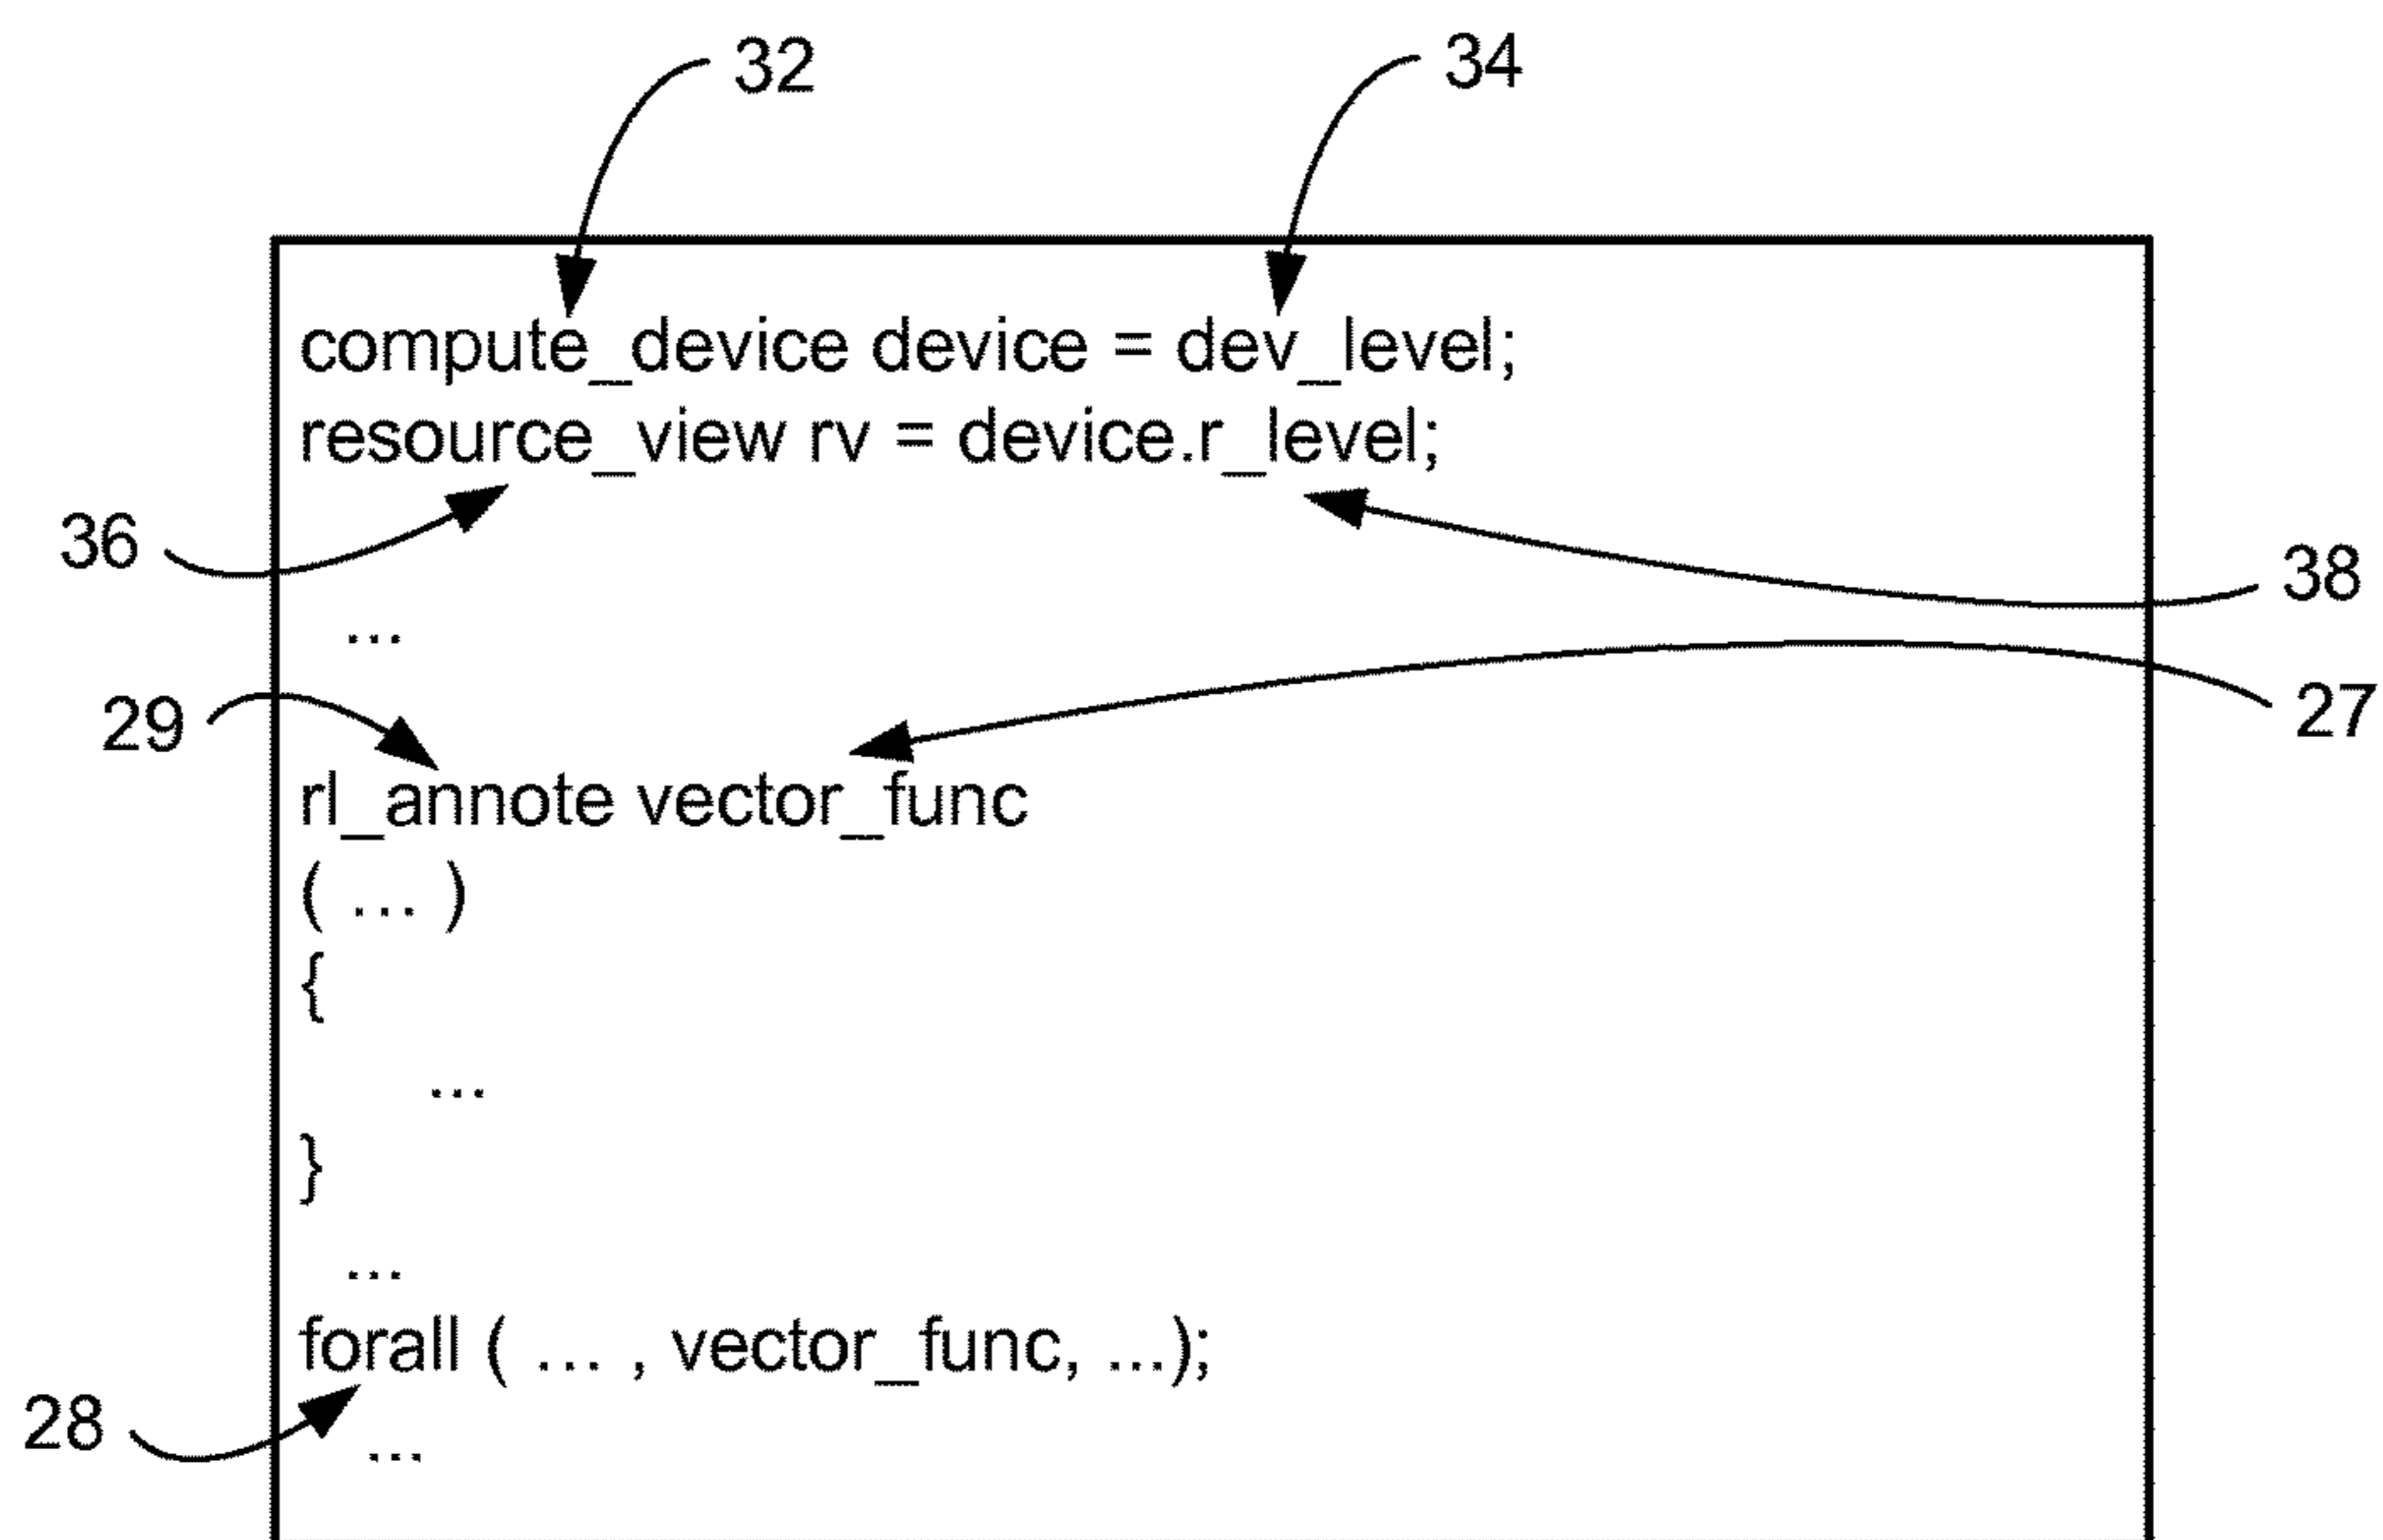 32 34
compute_device device = dev_level;
resource_view rv = device.r_level;
36
38
...
29
27
rl_annote vector_func
( ... )
{
...
}
...
forall ( ... , vector_func, ...);
28
...